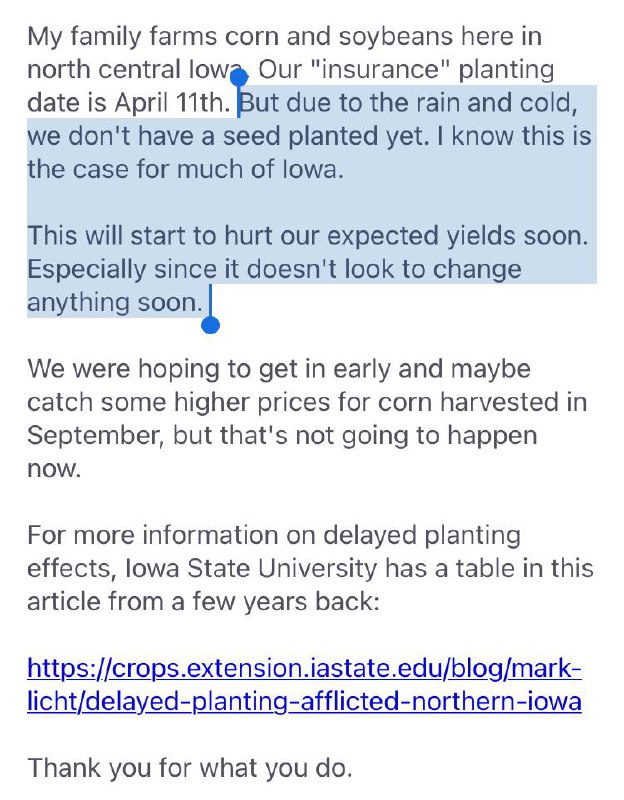 My family farms corn and soybeans here in
north central Iowa. Our "insurance" planting
date is April 11th. But due to the rain and cold,
we don't have a seed planted yet. I know this is
the case for much of Iowa.
This will start to hurt our expected yields soon.
Especially since it doesn't look to change
anything soon.
We were hoping to get in early and maybe
catch some higher prices for corn harvested in
September, but that's not going to happen
now.
For more information on delayed planting
effects, Iowa State University has a table in this
article from a few years back:
https://crops.extension.iastate.edu/blog/mark-
licht/delayed-planting-afflicted-northern-iowa
Thank you for what you do.